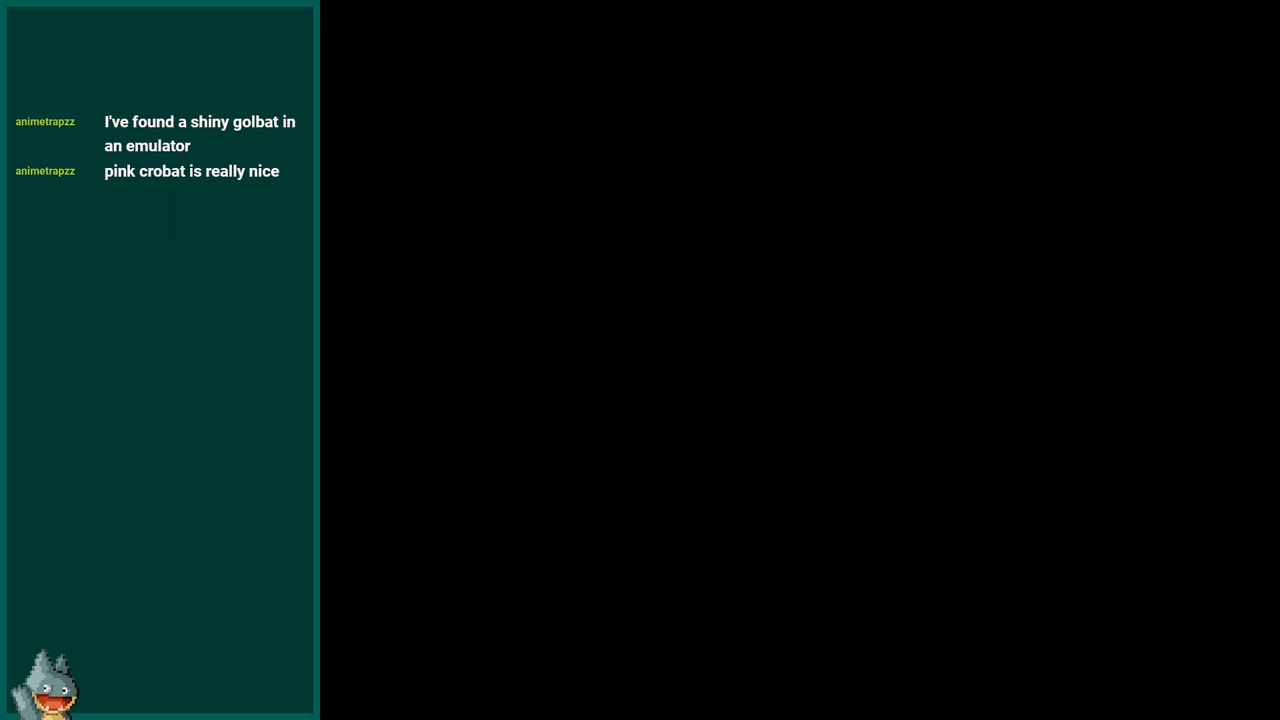 animetrapzz I've found a shiny golbat in
an emulator
animetrapzz pink crobat is really nice